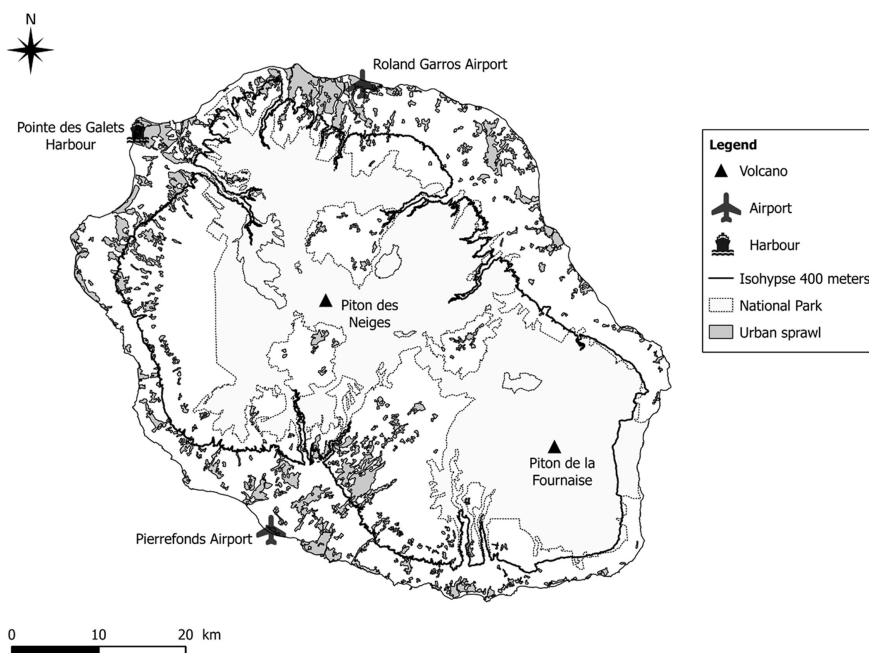 N
Roland Garros Airport
Pointe des Galets
Harbour
Legend
Volcano
Airport
Harbour
Isohypse 400 meters
National Park
Urban sprawl
Piton des
Neiges
Piton de la
Fournaise
Pierrefonds Airport
0 10 20 km